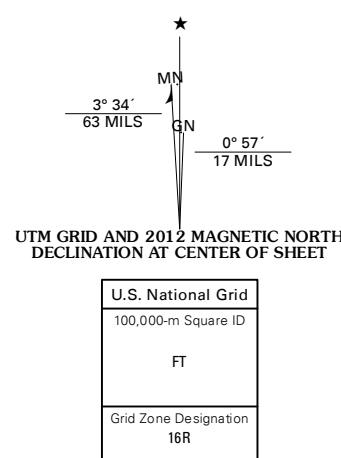 ★
MN
3° 34´
63 MILS
GN
0° 57´
17 MILS
UTM GRID AND 2012 MAGNETIC NORTH
DECLINATION AT CENTER OF SHEET
U.S. National Grid
100,000-m Square ID
FT
Grid Zone Designation
16R